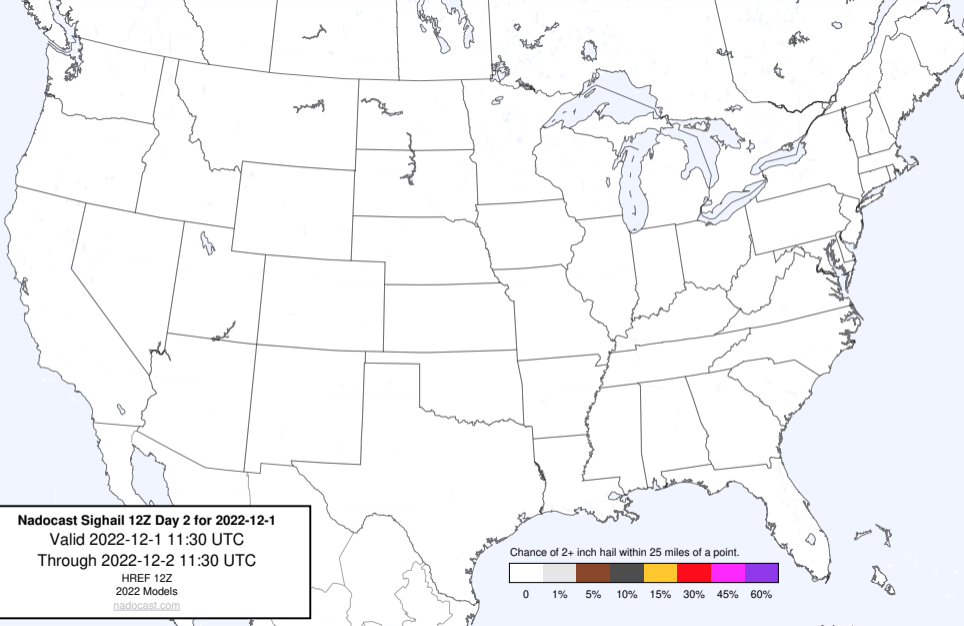 Nadocast Sighail 12Z Day 2 for 2022-12-1
Valid 2022-12-1 11:30 UTC
Through 2022-12-2 11:30 UTC
HREF 12Z
2022 Models
nadocast.com
Chance of 2+ inch hail within 25 miles of a point.
0 1% 5% 10% 15% 30% 45% 60%